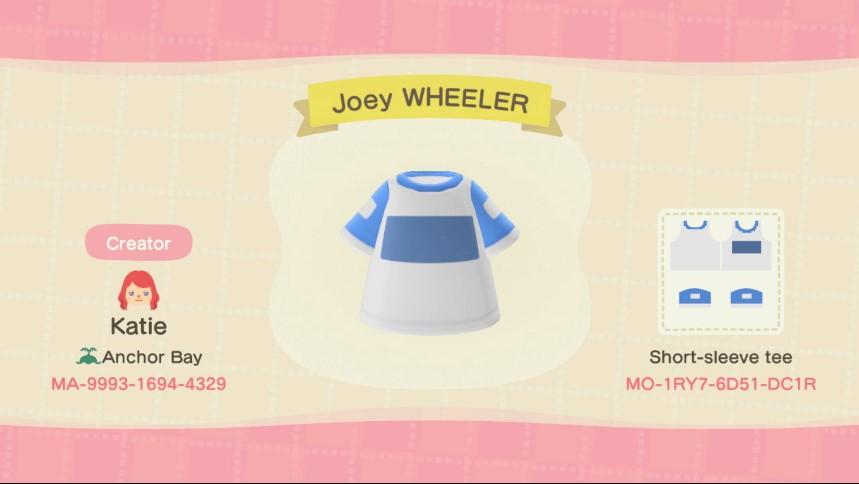 Joey WHEELER
Creator
Katie
Anchor Bay
MA-9993-1694-4329
Short-sleeve tee
MO-1RY7-6D51-DC1R